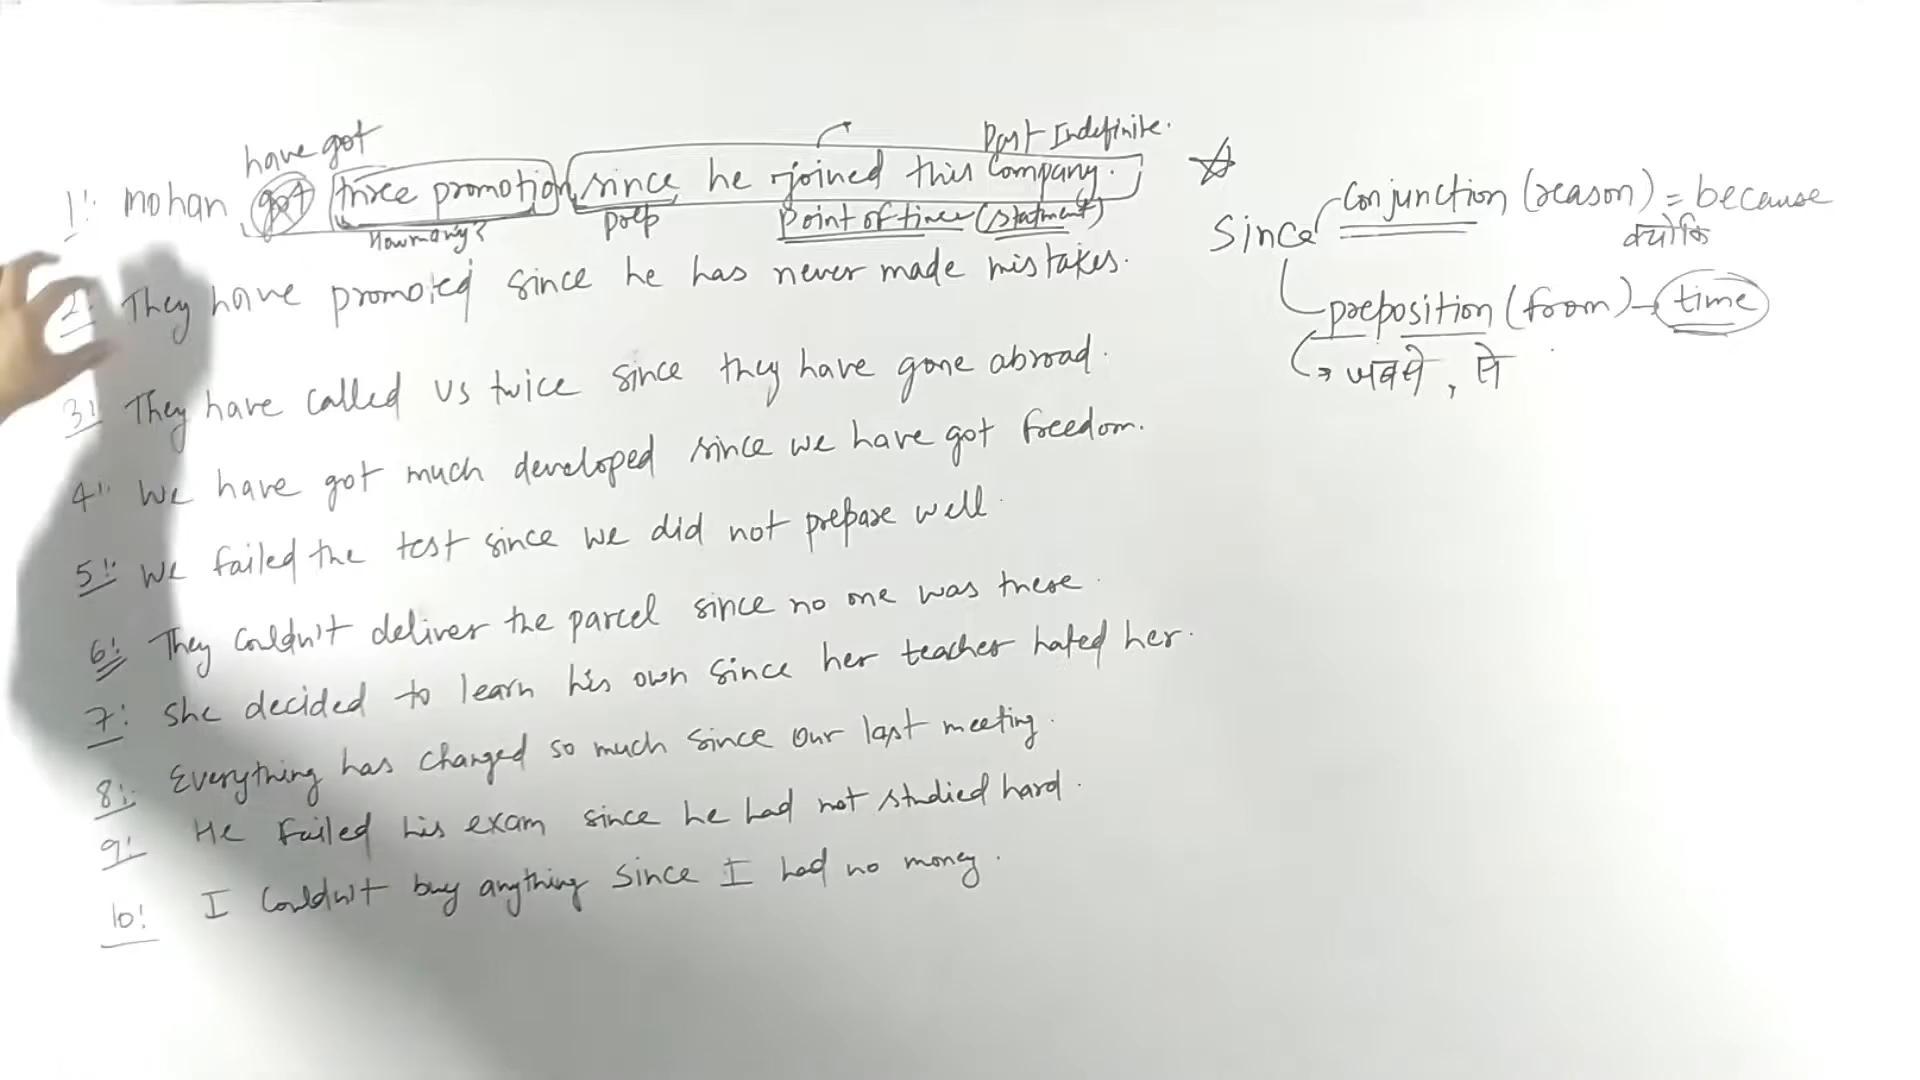 have got
Past Indefinite.
1:- mohan got three promotion since he joined this Company.
How many?
prep
Point of time (statment)
2:- They have promoted since he has never made mistakes.
3:- They have called us twice since they have gone abroad.
4:- We have got much developed since we have got freedom.
5:- We failed the test since we did not prepare well.
6:- They Couldn't deliver the parcel since no one was there.
7:- She decided to learn his own since her teacher hated her.
8:- Everything has changed so much since our last meeting.
9:- He failed his exam since he had not studied hard.
10:- I Couldn't buy anything since I had no money.
Since
Conjunction (reason) = because
क्योकि
preposition (from) → time
→ जबसे, से